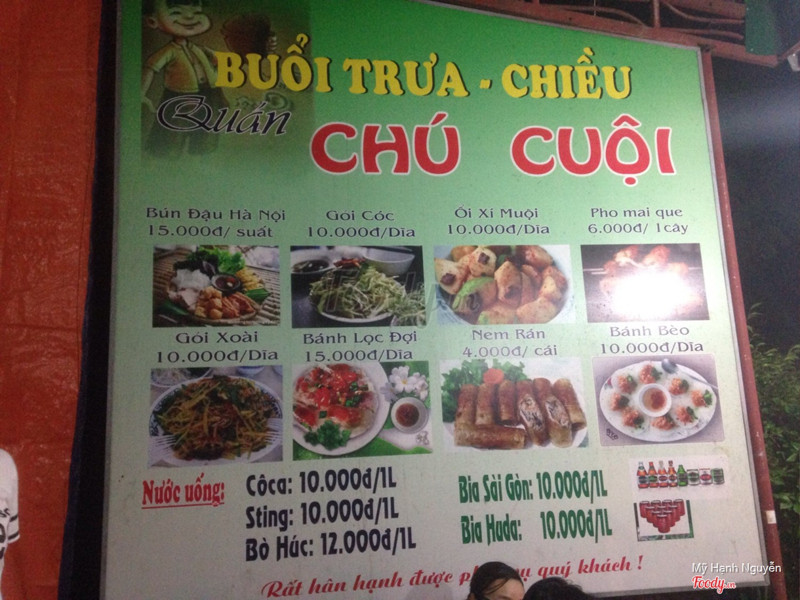 BUỔI TRƯA - CHIỀU
Quán
CHÚ CUỘI
Bún Đậu Hà Nội
15.000đ/ suất
Goi Cóc
10.000đ/Dĩa
Ổi Xí Muội
10.000đ/Dĩa
Pho mai que
6.000đ/ 1cây
Gỏi Xoài
10.000đ/Dĩa
Bánh Lọc Đợi
15.000đ/Dĩa
Nem Rán
4.000đ/ cái
Bánh Bèo
10.000đ/Dĩa
Nước uống:
Côca: 10.000đ/1L
Sting: 10.000đ/1L
Bò Húc: 12.000đ/1L
Bia Sài Gòn: 10.000đ/1L
Bia Huda: 10.000đ/1L
Rất hân hạnh được quý khách !
Mỹ Hạnh Nguyễn
Foody.vn